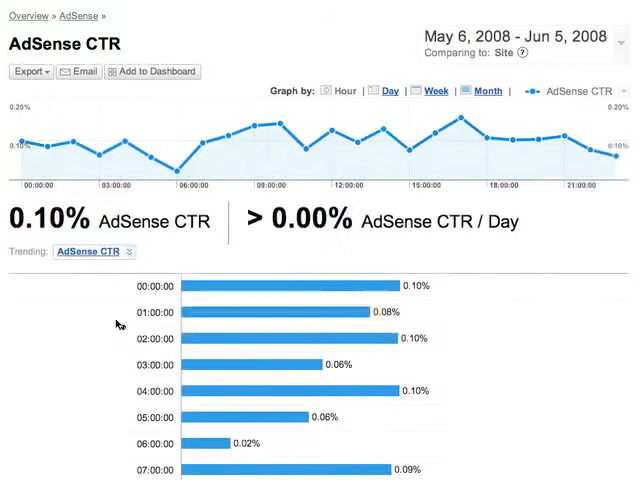 Overview » AdSense »
AdSense CTR
May 6, 2008 - Jun 5, 2008
Comparing to: Site ?
Export Email Add to Dashboard
Graph by: Hour | Day | Week | Month | AdSense CTR
0.20% 0.20%
0.10% 0.10%
00:00:00 03:00:00 06:00:00 09:00:00 12:00:00 15:00:00 18:00:00 21:00:00
0.10% AdSense CTR > 0.00% AdSense CTR / Day
Trending: AdSense CTR
00:00:00 0.10%
01:00:00 0.08%
02:00:00 0.10%
03:00:00 0.06%
04:00:00 0.10%
05:00:00 0.06%
06:00:00 0.02%
07:00:00 0.09%